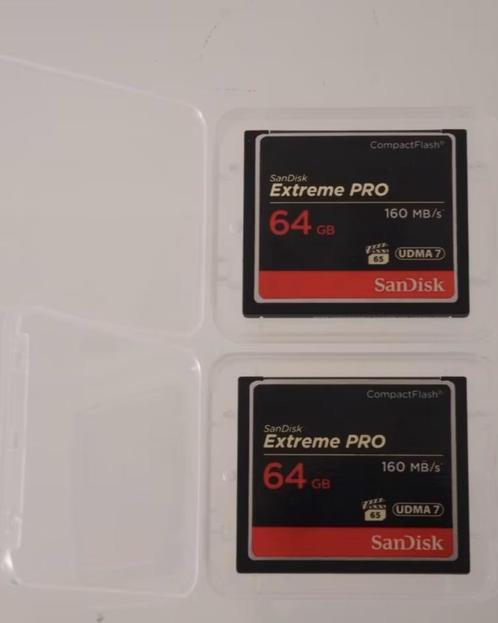 CompactFlash®
SanDisk
Extreme PRO
160 MB/s
64 GB
65 UDMA 7
SanDisk
CompactFlash®
SanDisk
Extreme PRO
160 MB/s
64 GB
65 UDMA 7
SanDisk